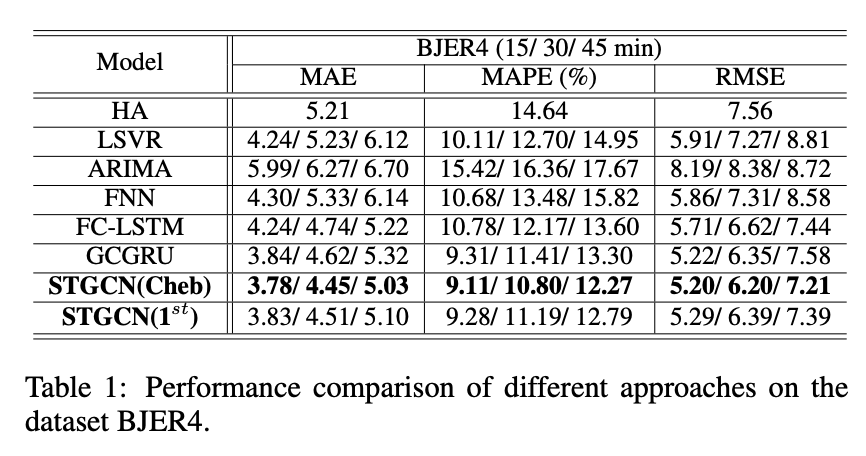 Model BJER4 (15/ 30/ 45 min)
MAE MAPE (%) RMSE
HA 5.21 14.64 7.56
LSVR 4.24/ 5.23/ 6.12 10.11/ 12.70/ 14.95 5.91/ 7.27/ 8.81
ARIMA 5.99/ 6.27/ 6.70 15.42/ 16.36/ 17.67 8.19/ 8.38/ 8.72
FNN 4.30/ 5.33/ 6.14 10.68/ 13.48/ 15.82 5.86/ 7.31/ 8.58
FC-LSTM 4.24/ 4.74/ 5.22 10.78/ 12.17/ 13.60 5.71/ 6.62/ 7.44
GCGRU 3.84/ 4.62/ 5.32 9.31/ 11.41/ 13.30 5.22/ 6.35/ 7.58
STGCN(Cheb) 3.78/ 4.45/ 5.03 9.11/ 10.80/ 12.27 5.20/ 6.20/ 7.21
STGCN(1st) 3.83/ 4.51/ 5.10 9.28/ 11.19/ 12.79 5.29/ 6.39/ 7.39
Table 1: Performance comparison of different approaches on the
dataset BJER4.